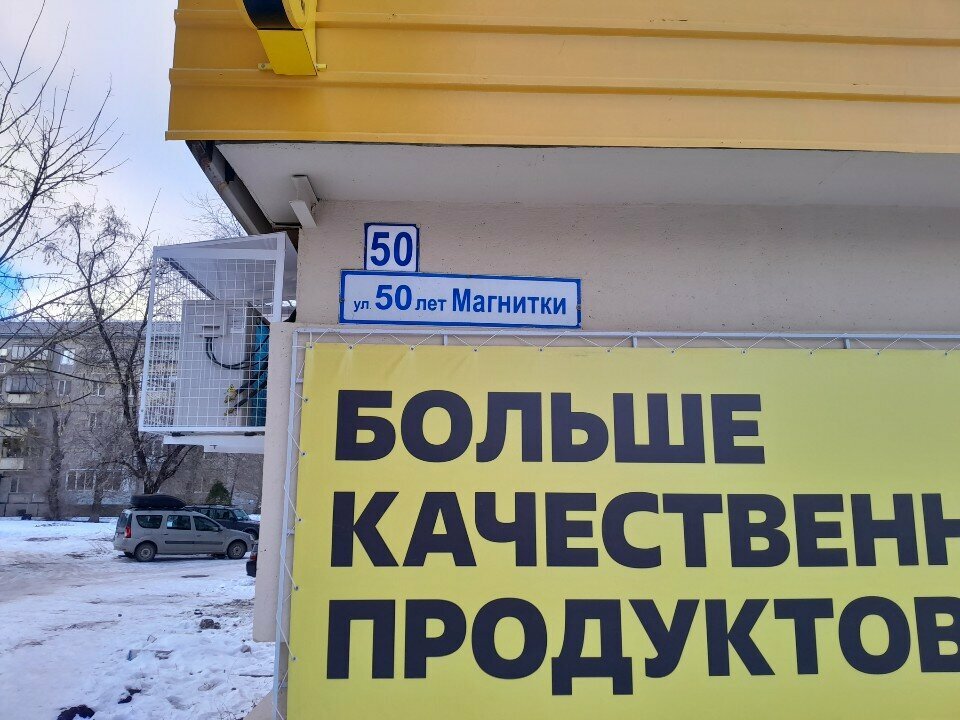 50
ул 50 лет Магнитки
БОЛЬШЕ
КАЧЕСТВЕНН
ПРОДУКТОВ